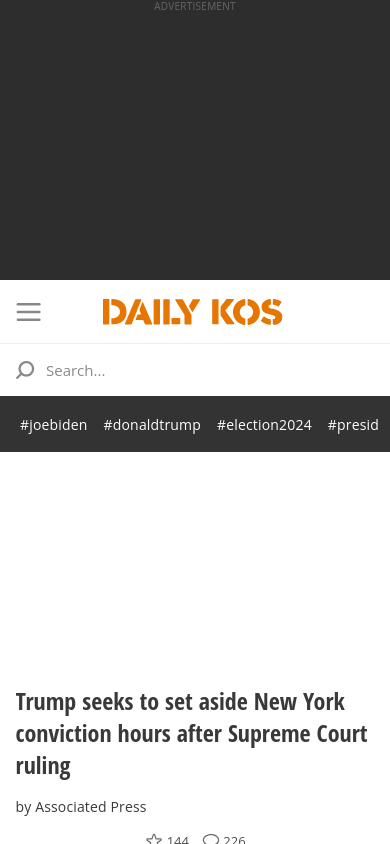 ADVERTISEMENT
DAILY KOS
Search...
#joebiden #donaldtrump #election2024 #presid
Trump seeks to set aside New York
conviction hours after Supreme Court
ruling
by Associated Press
144 226